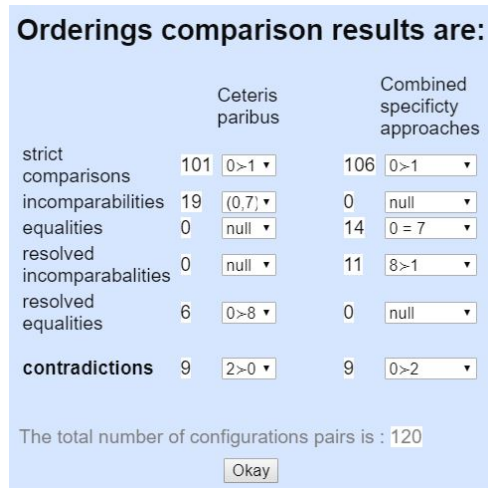 Orderings comparison results are:
Ceteris paribus
Combined specificty approaches
strict comparisons 101 0≻1 106 0≻1
incomparabilities 19 (0,7) 0 null
equalities 0 null 14 0 = 7
resolved incomparabalities 0 null 11 8≻1
resolved equalities 6 0≻8 0 null
contradictions 9 2≻0 9 0≻2
The total number of configurations pairs is : 120
Okay